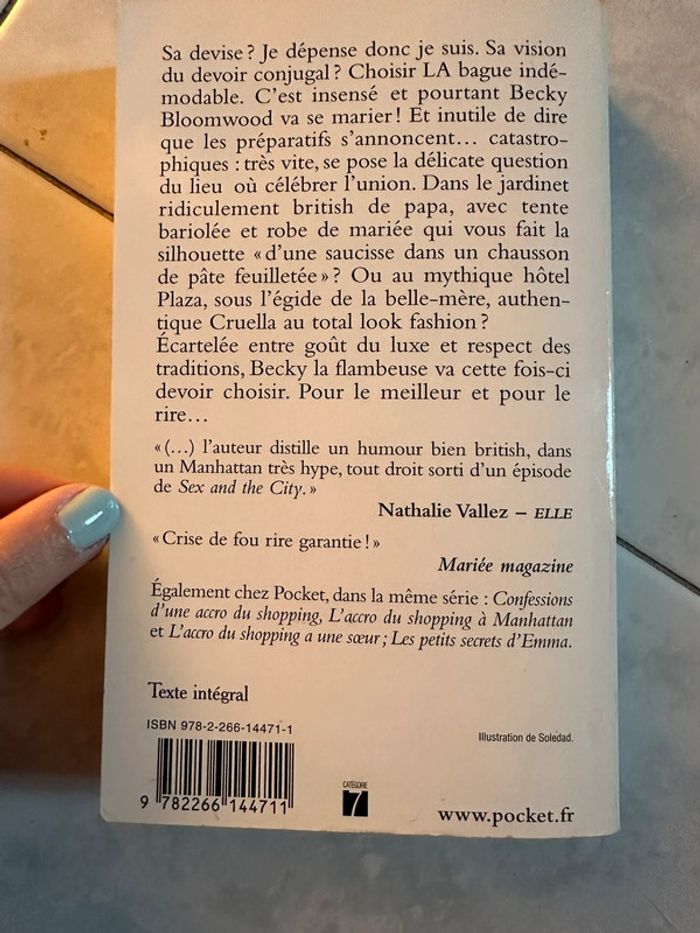 Sa devise ? Je dépense donc je suis. Sa vision
du devoir conjugal ? Choisir LA bague indé-
modable. C'est insensé et pourtant Becky
Bloomwood va se marier ! Et inutile de dire
que les préparatifs s'annoncent... catastro-
phiques : très vite, se pose la délicate question
du lieu où célébrer l'union. Dans le jardinet
ridiculement british de papa, avec tente
bariolée et robe de mariée qui vous fait la
silhouette « d'une saucisse dans un chausson
de pâte feuilletée » ? Ou au mythique hôtel
Plaza, sous l'égide de la belle-mère, authen-
tique Cruella au total look fashion ?
Écartelée entre goût du luxe et respect des
traditions, Becky la flambeuse va cette fois-ci
devoir choisir. Pour le meilleur et pour le
rire...
« (...) l'auteur distille un humour bien british, dans
un Manhattan très hype, tout droit sorti d'un épisode
de Sex and the City. »
Nathalie Vallez – ELLE
« Crise de fou rire garantie ! »
Mariée magazine
Également chez Pocket, dans la même série : Confessions
d'une accro du shopping, L'accro du shopping à Manhattan
et L'accro du shopping a une sœur ; Les petits secrets d'Emma.
Texte intégral
ISBN 978-2-266-14471-1
Illustration de Soledad.
9 782266 144711
CATÉGORIE
7
www.pocket.fr